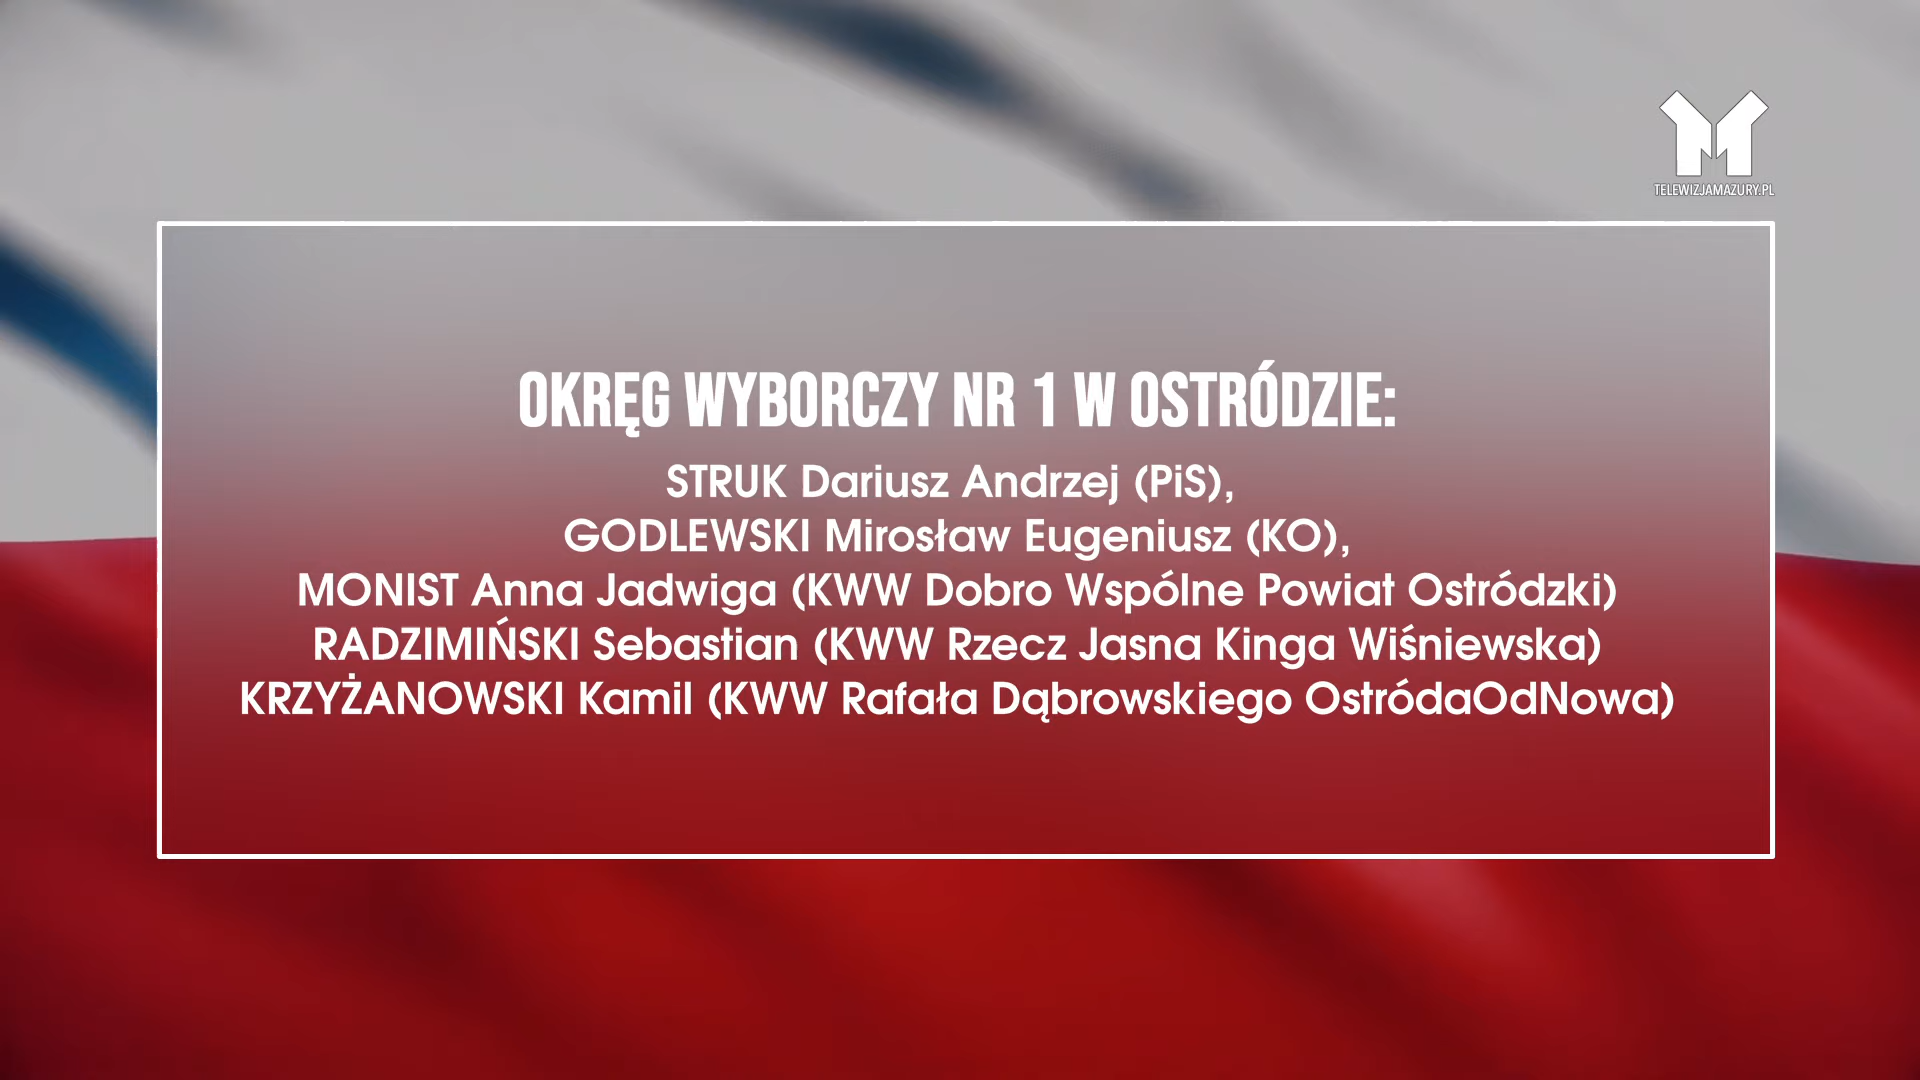 TELEWIZJAMAZURY.PL
OKRĘG WYBORCZY NR 1 W OSTRÓDZIE:
STRUK Dariusz Andrzej (PiS),
GODLEWSKI Mirosław Eugeniusz (KO),
MONIST Anna Jadwiga (KWW Dobro Wspólne Powiat Ostródzki)
RADZIMIŃSKI Sebastian (KWW Rzecz Jasna Kinga Wiśniewska)
KRZYŻANOWSKI Kamil (KWW Rafała Dąbrowskiego OstródaOdNowa)